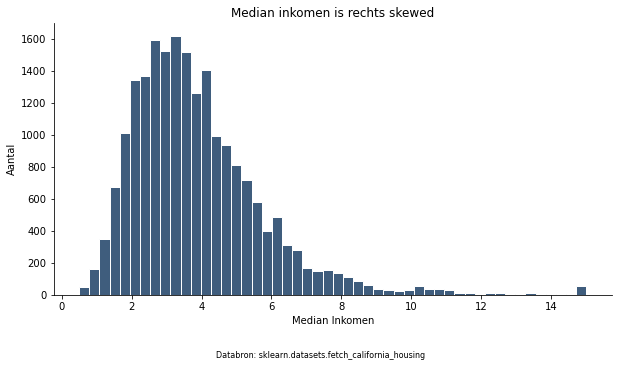 Median inkomen is rechts skewed
1600
1400
1200
1000
800
600
400
200
0
Aantal
0 2 4 6 8 10 12 14
Median Inkomen
Databron: sklearn.datasets.fetch_california_housing